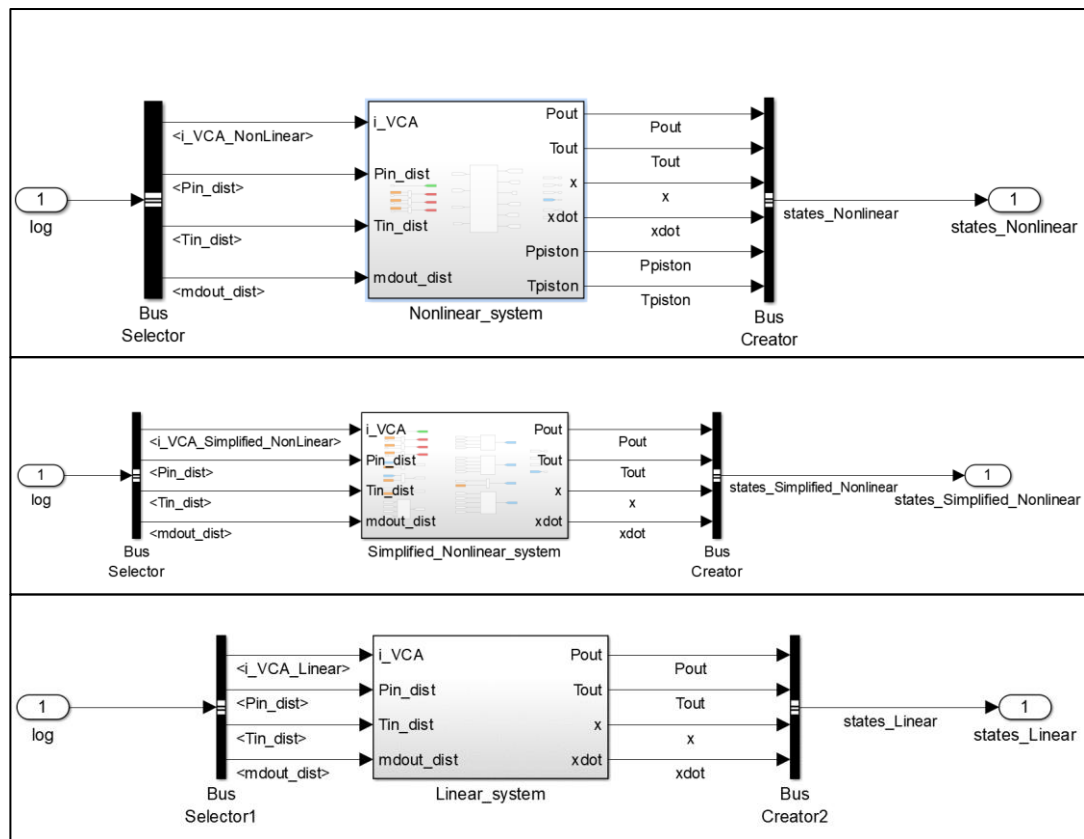 Pout
i_VCA
Pout
<i_VCA_NonLinear>
Tout
Pin_dist
Tout
1
<Pin_dist>
x
x
states_Nonlinear
1
log
Tin_dist
xdot
states_Nonlinear
<Tin_dist>
xdot
Ppiston
mdout_dist
Ppiston
<mdout_dist>
Tpiston
Tpiston
Bus
Selector
Nonlinear_system
Bus
Creator
i_VCA
Pout
<i_VCA_Simplified_NonLinear>
Pout
Pin_dist
Tout
1
<Pin_dist>
Tout
states_Simplified_Nonlinear
1
log
Tin_dist
x
states_Simplified_Nonlinear
<Tin_dist>
x
mdout_dist
xdot
<mdout_dist>
xdot
Bus
Selector
Simplified_Nonlinear_system
Bus
Creator
i_VCA
Pout
<i_VCA_Linear>
Pout
Pin_dist
Tout
1
<Pin_dist>
Tout
states_Linear
1
log
Tin_dist
x
states_Linear
<Tin_dist>
x
mdout_dist
xdot
<mdout_dist>
xdot
Bus
Selector1
Linear_system
Bus
Creator2